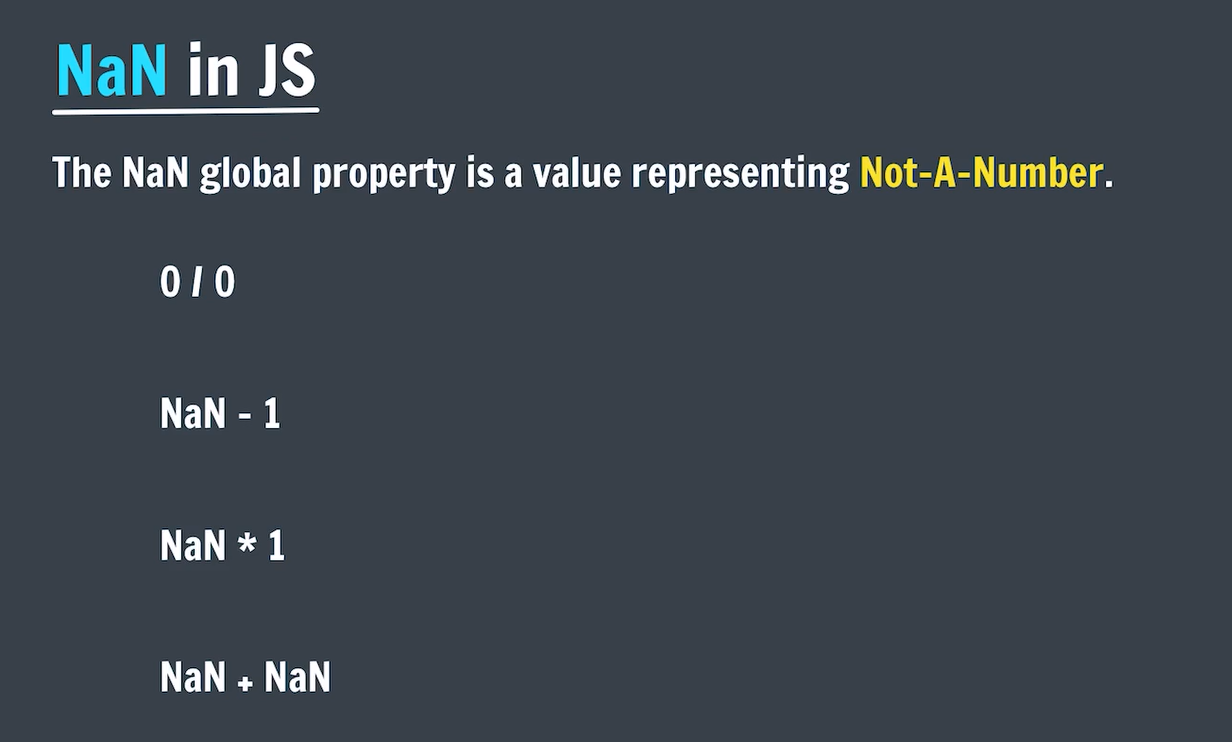 NaN in JS
The NaN global property is a value representing Not-A-Number.
0 / 0
NaN - 1
NaN * 1
NaN + NaN